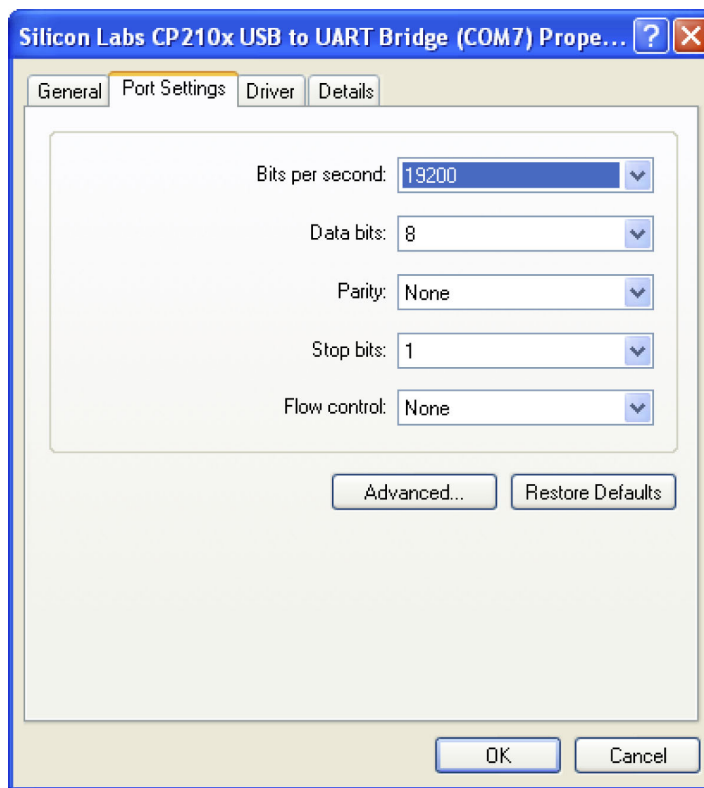 Silicon Labs CP210x USB to UART Bridge (COM7) Prope...
General Port Settings Driver Details
Bits per second: 19200
Data bits: 8
Parity: None
Stop bits: 1
Flow control: None
Advanced... Restore Defaults
OK Cancel